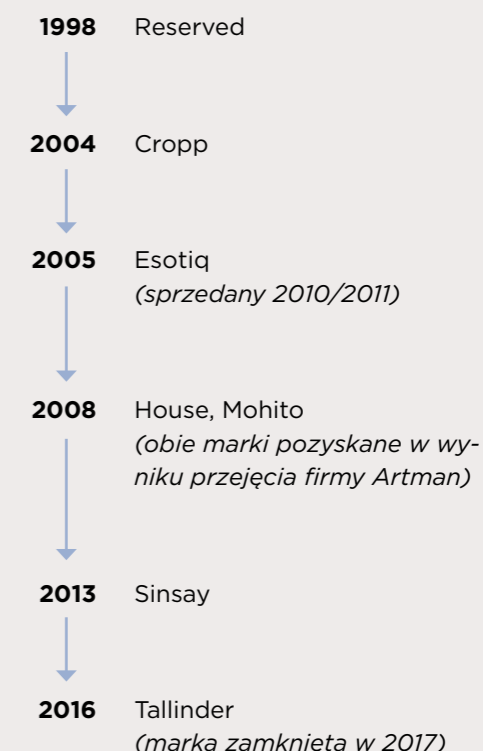 1998 Reserved
2004 Cropp
2005 Esotiq
(sprzedany 2010/2011)
2008 House, Mohito
(obie marki pozyskane w wy-
niku przejęcia firmy Artman)
2013 Sinsay
2016 Tallinder
(marka zamknięta w 2017)